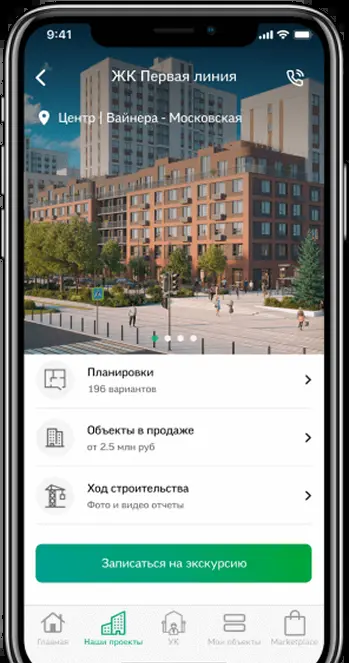 9:41
ЖК Первая линия
Центр | Вайнера - Московская
Планировки
196 вариантов
Объекты в продаже
от 2.5 млн руб
Ход строительства
Фото и видео отчеты
Записаться на экскурсию
Главная
Наши проекты
УК
Мои объекты
Marketplace